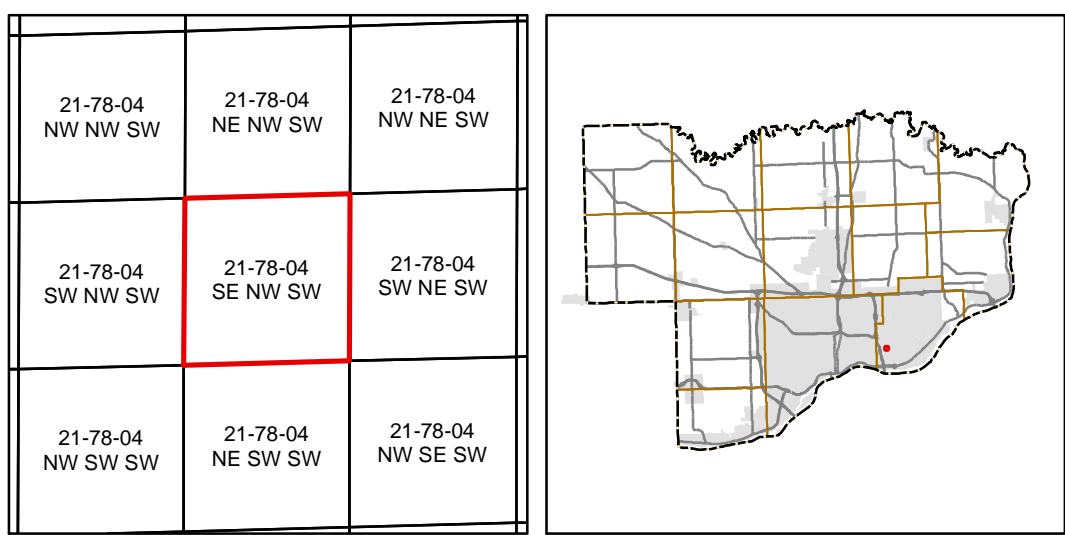 21-78-04
NW NW SW
21-78-04
NE NW SW
21-78-04
NW NE SW
21-78-04
SW NW SW
21-78-04
SE NW SW
21-78-04
SW NE SW
21-78-04
NW SW SW
21-78-04
NE SW SW
21-78-04
NW SE SW